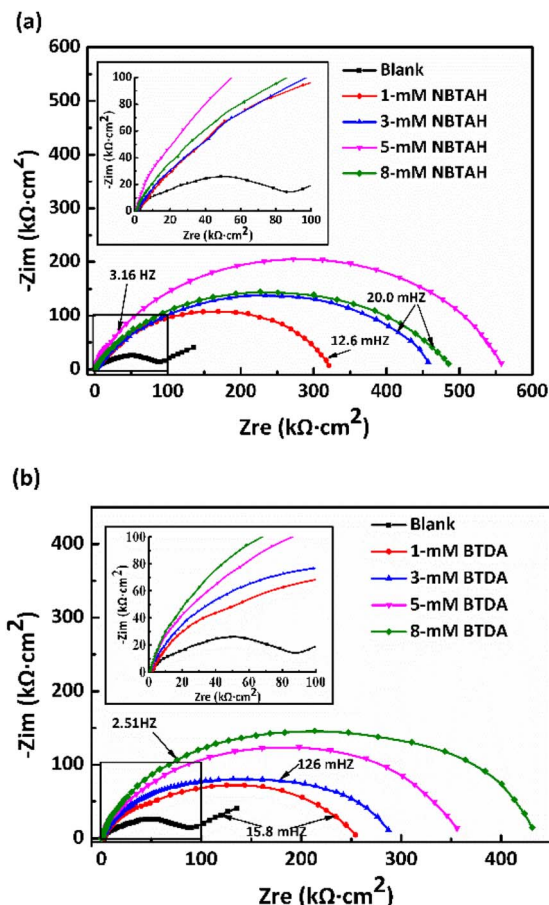 (a)
600
500
400
300
200
100
0
-Zim (kΩ·cm²)
100
80
60
40
20
0
-Zim (kΩ·cm²)
0 20 40 60 80 100
Zre (kΩ·cm²)
Blank
1-mM NBTAH
3-mM NBTAH
5-mM NBTAH
8-mM NBTAH
3.16 HZ
20.0 mHZ
12.6 mHZ
0 100 200 300 400 500 600
Zre (kΩ·cm²)
(b)
400
300
200
100
0
-Zim (kΩ·cm²)
100
80
60
40
20
0
-Zim (kΩ·cm²)
0 20 40 60 80 100
Zre (kΩ·cm²)
Blank
1-mM BTDA
3-mM BTDA
5-mM BTDA
8-mM BTDA
2.51HZ
126 mHZ
15.8 mHZ
0 100 200 300 400
Zre (kΩ·cm²)